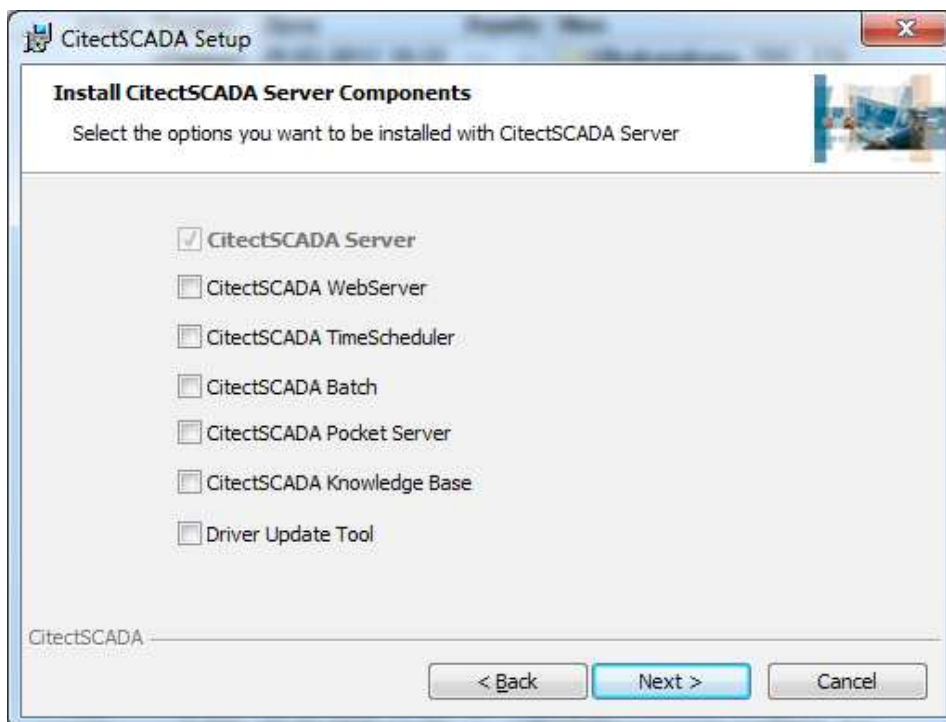 CitectSCADA Setup
Install CitectSCADA Server Components
Select the options you want to be installed with CitectSCADA Server
CitectSCADA Server
CitectSCADA WebServer
CitectSCADA TimeScheduler
CitectSCADA Batch
CitectSCADA Pocket Server
CitectSCADA Knowledge Base
Driver Update Tool
CitectSCADA
< Back Next > Cancel